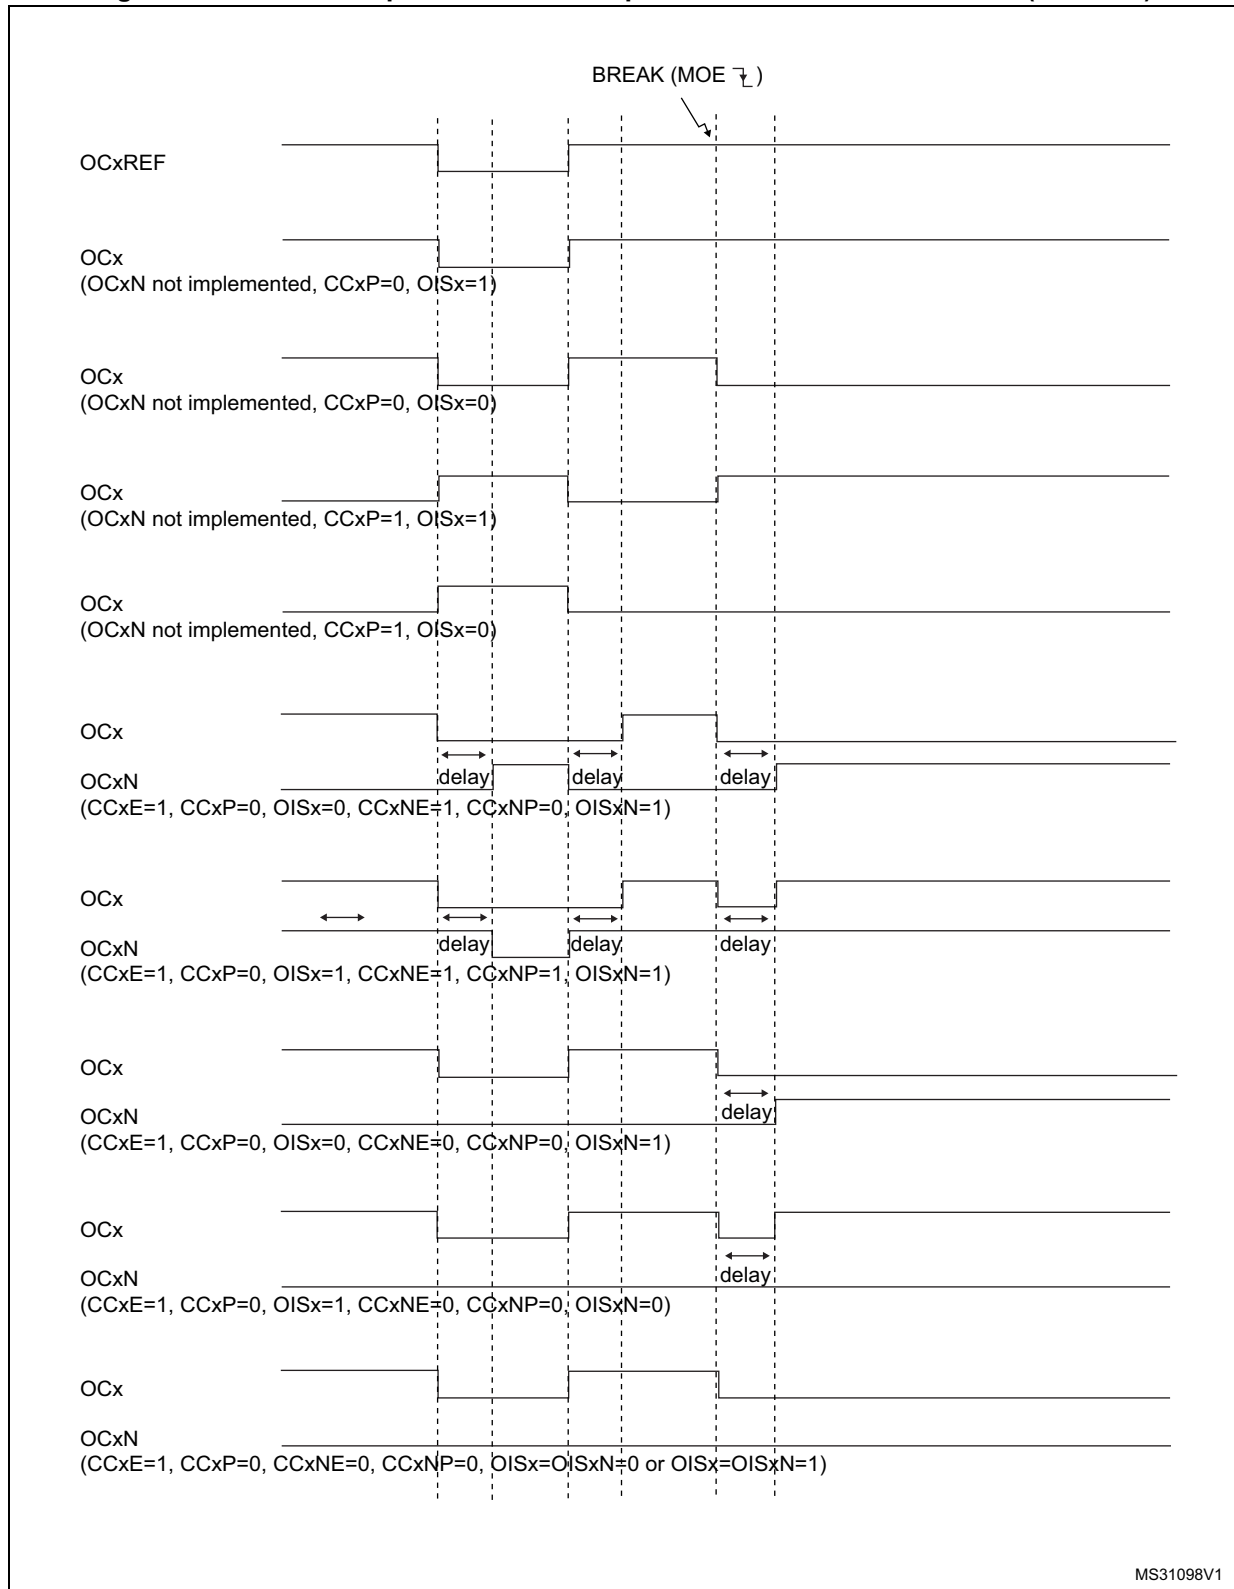 BREAK (MOE )
OCxREF
OCx
(OCxN not implemented, CCxP=0, OISx=1)
OCx
(OCxN not implemented, CCxP=0, OISx=0)
OCx
(OCxN not implemented, CCxP=1, OISx=1)
OCx
(OCxN not implemented, CCxP=1, OISx=0)
OCx
OCxN delay delay delay
(CCxE=1, CCxP=0, OISx=0, CCxNE=1, CCxNP=0, OISxN=1)
OCx
OCxN delay delay delay
(CCxE=1, CCxP=0, OISx=1, CCxNE=1, CCxNP=1, OISxN=1)
OCx
OCxN delay
(CCxE=1, CCxP=0, OISx=0, CCxNE=0, CCxNP=0, OISxN=1)
OCx
OCxN delay
(CCxE=1, CCxP=0, OISx=1, CCxNE=0, CCxNP=0, OISxN=0)
OCx
OCxN
(CCxE=1, CCxP=0, CCxNE=0, CCxNP=0, OISx=OISxN=0 or OISx=OISxN=1)
MS31098V1